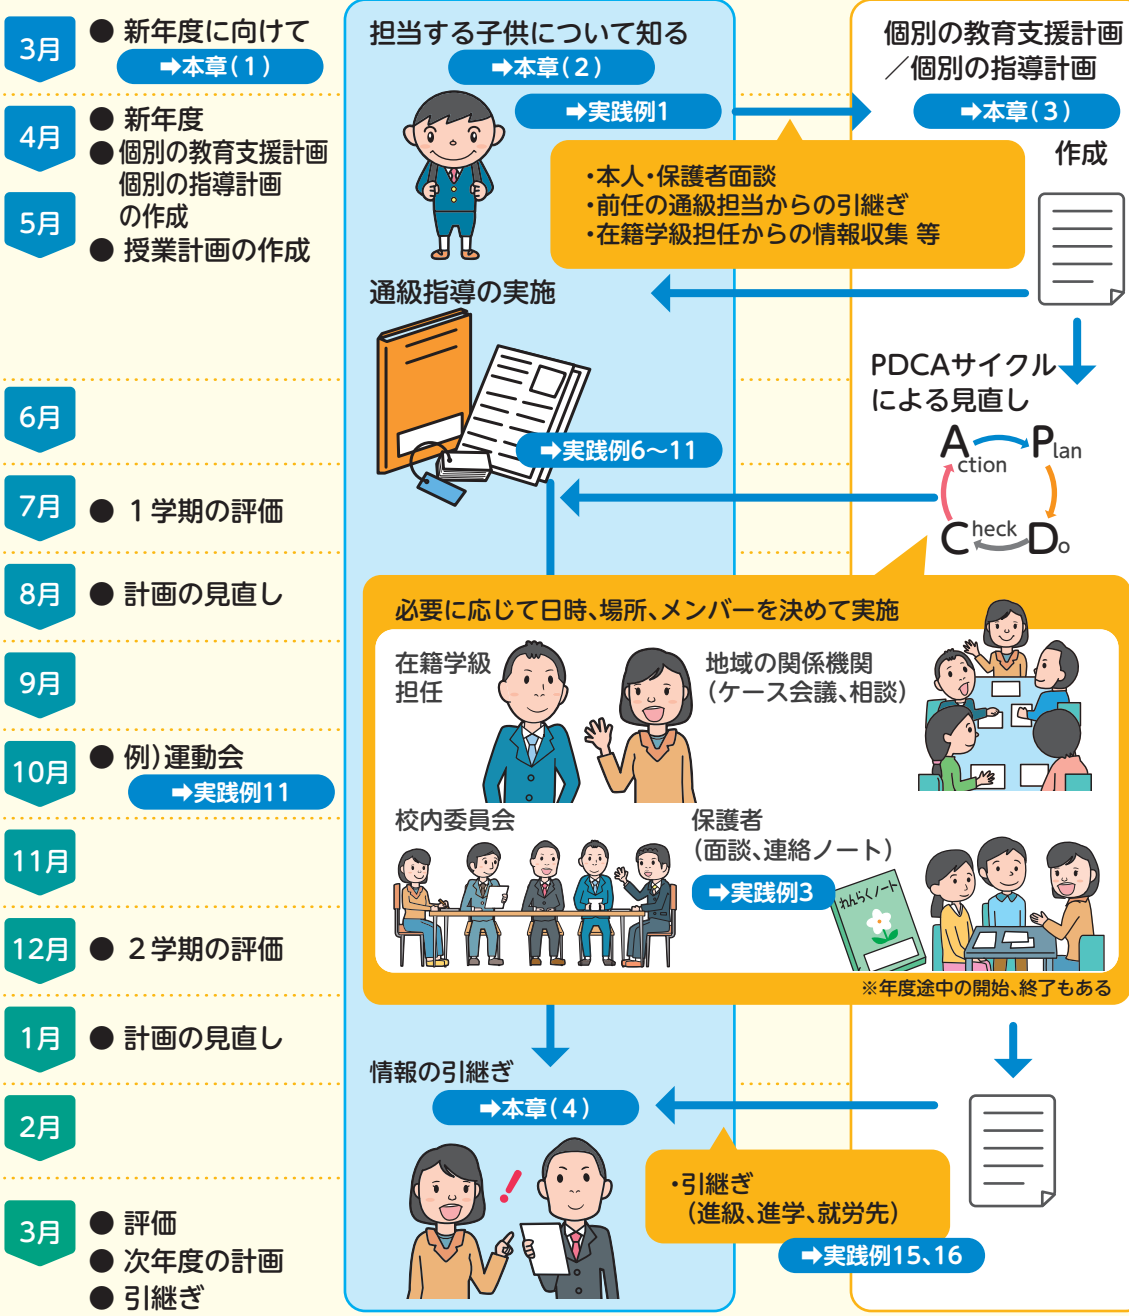 3月
● 新年度に向けて
➡本章(1)
4月
● 新年度
● 個別の教育支援計画
個別の指導計画
の作成
5月
● 授業計画の作成
6月
7月
● 1学期の評価
8月
● 計画の見直し
9月
10月
● 例)運動会
➡実践例11
11月
12月
● 2学期の評価
1月
● 計画の見直し
2月
3月
● 評価
● 次年度の計画
● 引継ぎ
担当する子供について知る
➡本章(2)
➡実践例1
・本人・保護者面談
・前任の通級担当からの引継ぎ
・在籍学級担任からの情報収集 等
個別の教育支援計画
／個別の指導計画
➡本章(3)
作成
通級指導の実施
➡実践例6〜11
PDCAサイクル
による見直し
Action
Plan
Check
Do
必要に応じて日時、場所、メンバーを決めて実施
在籍学級
担任
地域の関係機関
(ケース会議、相談)
校内委員会
保護者
(面談、連絡ノート)
➡実践例3
れんらくノート
※年度途中の開始、終了もある
情報の引継ぎ
➡本章(4)
・引継ぎ
(進級、進学、就労先)
➡実践例15、16